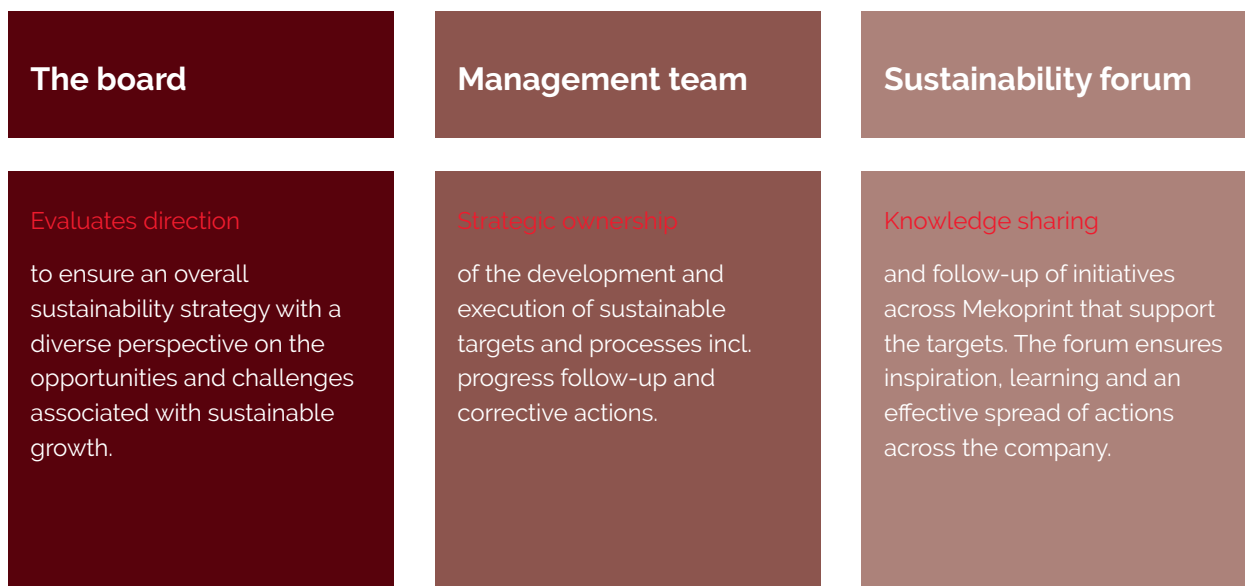 The board
Evaluates direction
to ensure an overall
sustainability strategy with a
diverse perspective on the
opportunities and challenges
associated with sustainable
growth.
Management team
Strategic ownership
of the development and
execution of sustainable
targets and processes incl.
progress follow-up and
corrective actions.
Sustainability forum
Knowledge sharing
and follow-up of initiatives
across Mekoprint that support
the targets. The forum ensures
inspiration, learning and an
effective spread of actions
across the company.